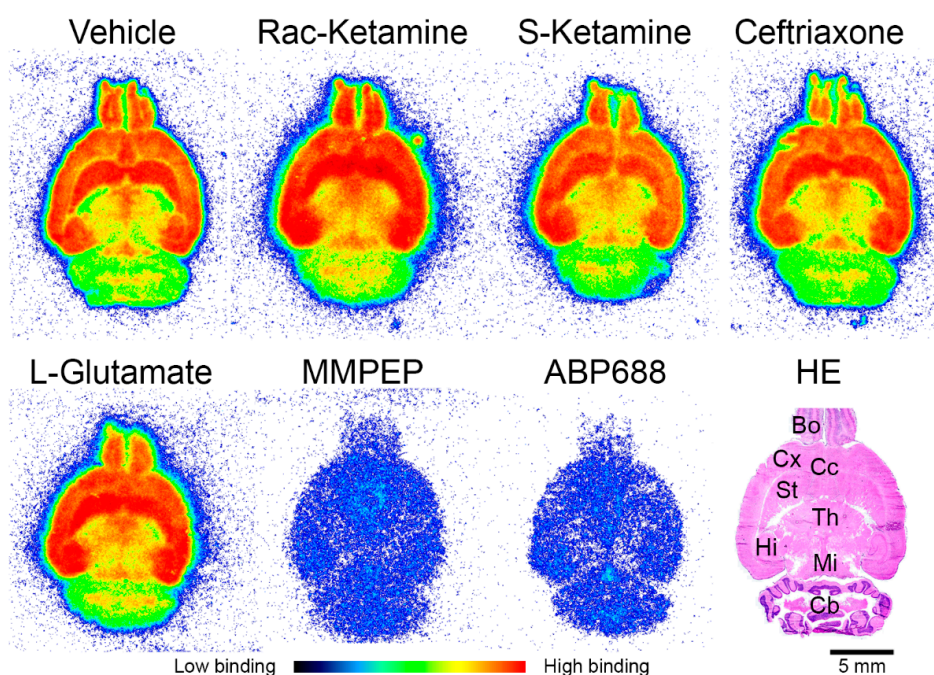 Vehicle Rac-Ketamine S-Ketamine Ceftriaxone
L-Glutamate MMPEP ABP688 HE
Bo
Cx Cc
St
Th
Hi Mi
Cb
Low binding High binding 5 mm